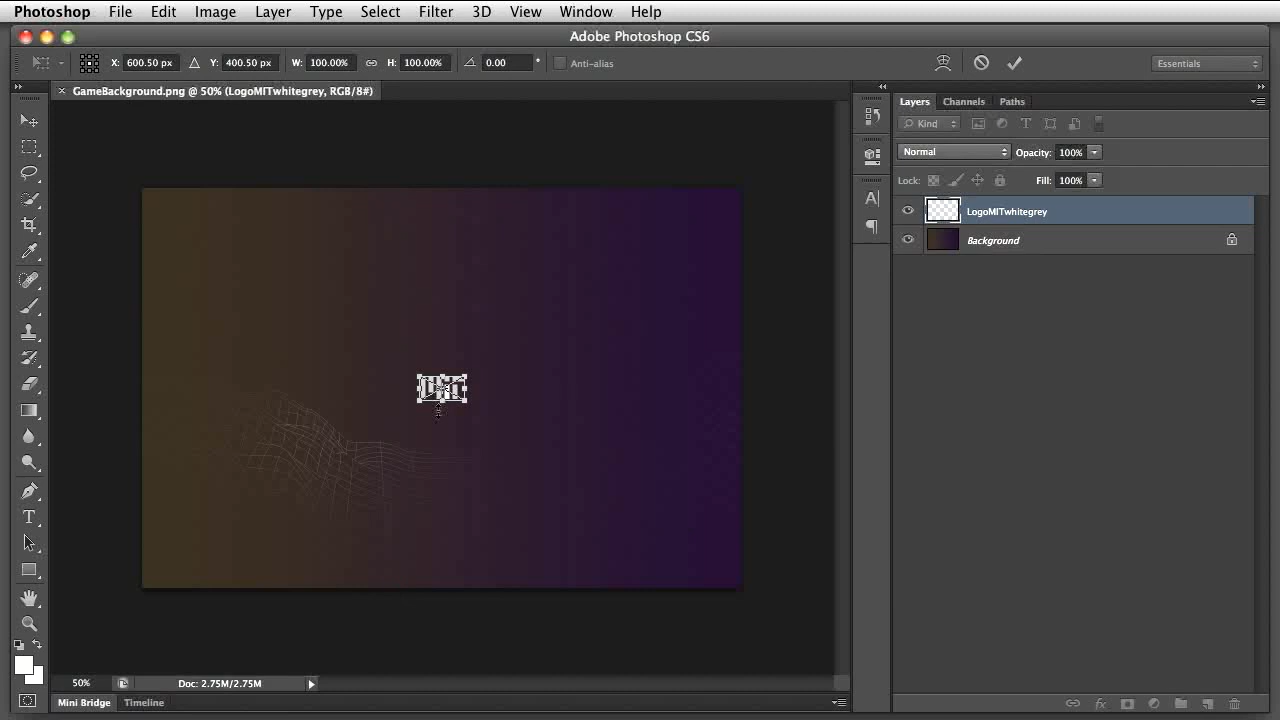 Photoshop File Edit Image Layer Type Select Filter 3D View Window Help
Adobe Photoshop CS6
X: 600.50 px Y: 400.50 px W: 100.00% H: 100.00% 0.00 ° Anti-alias Essentials
GameBackground.png @ 50% (LogoMITwhitegrey, RGB/8#)
Layers Channels Paths
Kind
Normal Opacity: 100%
Lock: Fill: 100%
LogoMITwhitegrey
Background
50% Doc: 2.75M/2.75M
Mini Bridge Timeline